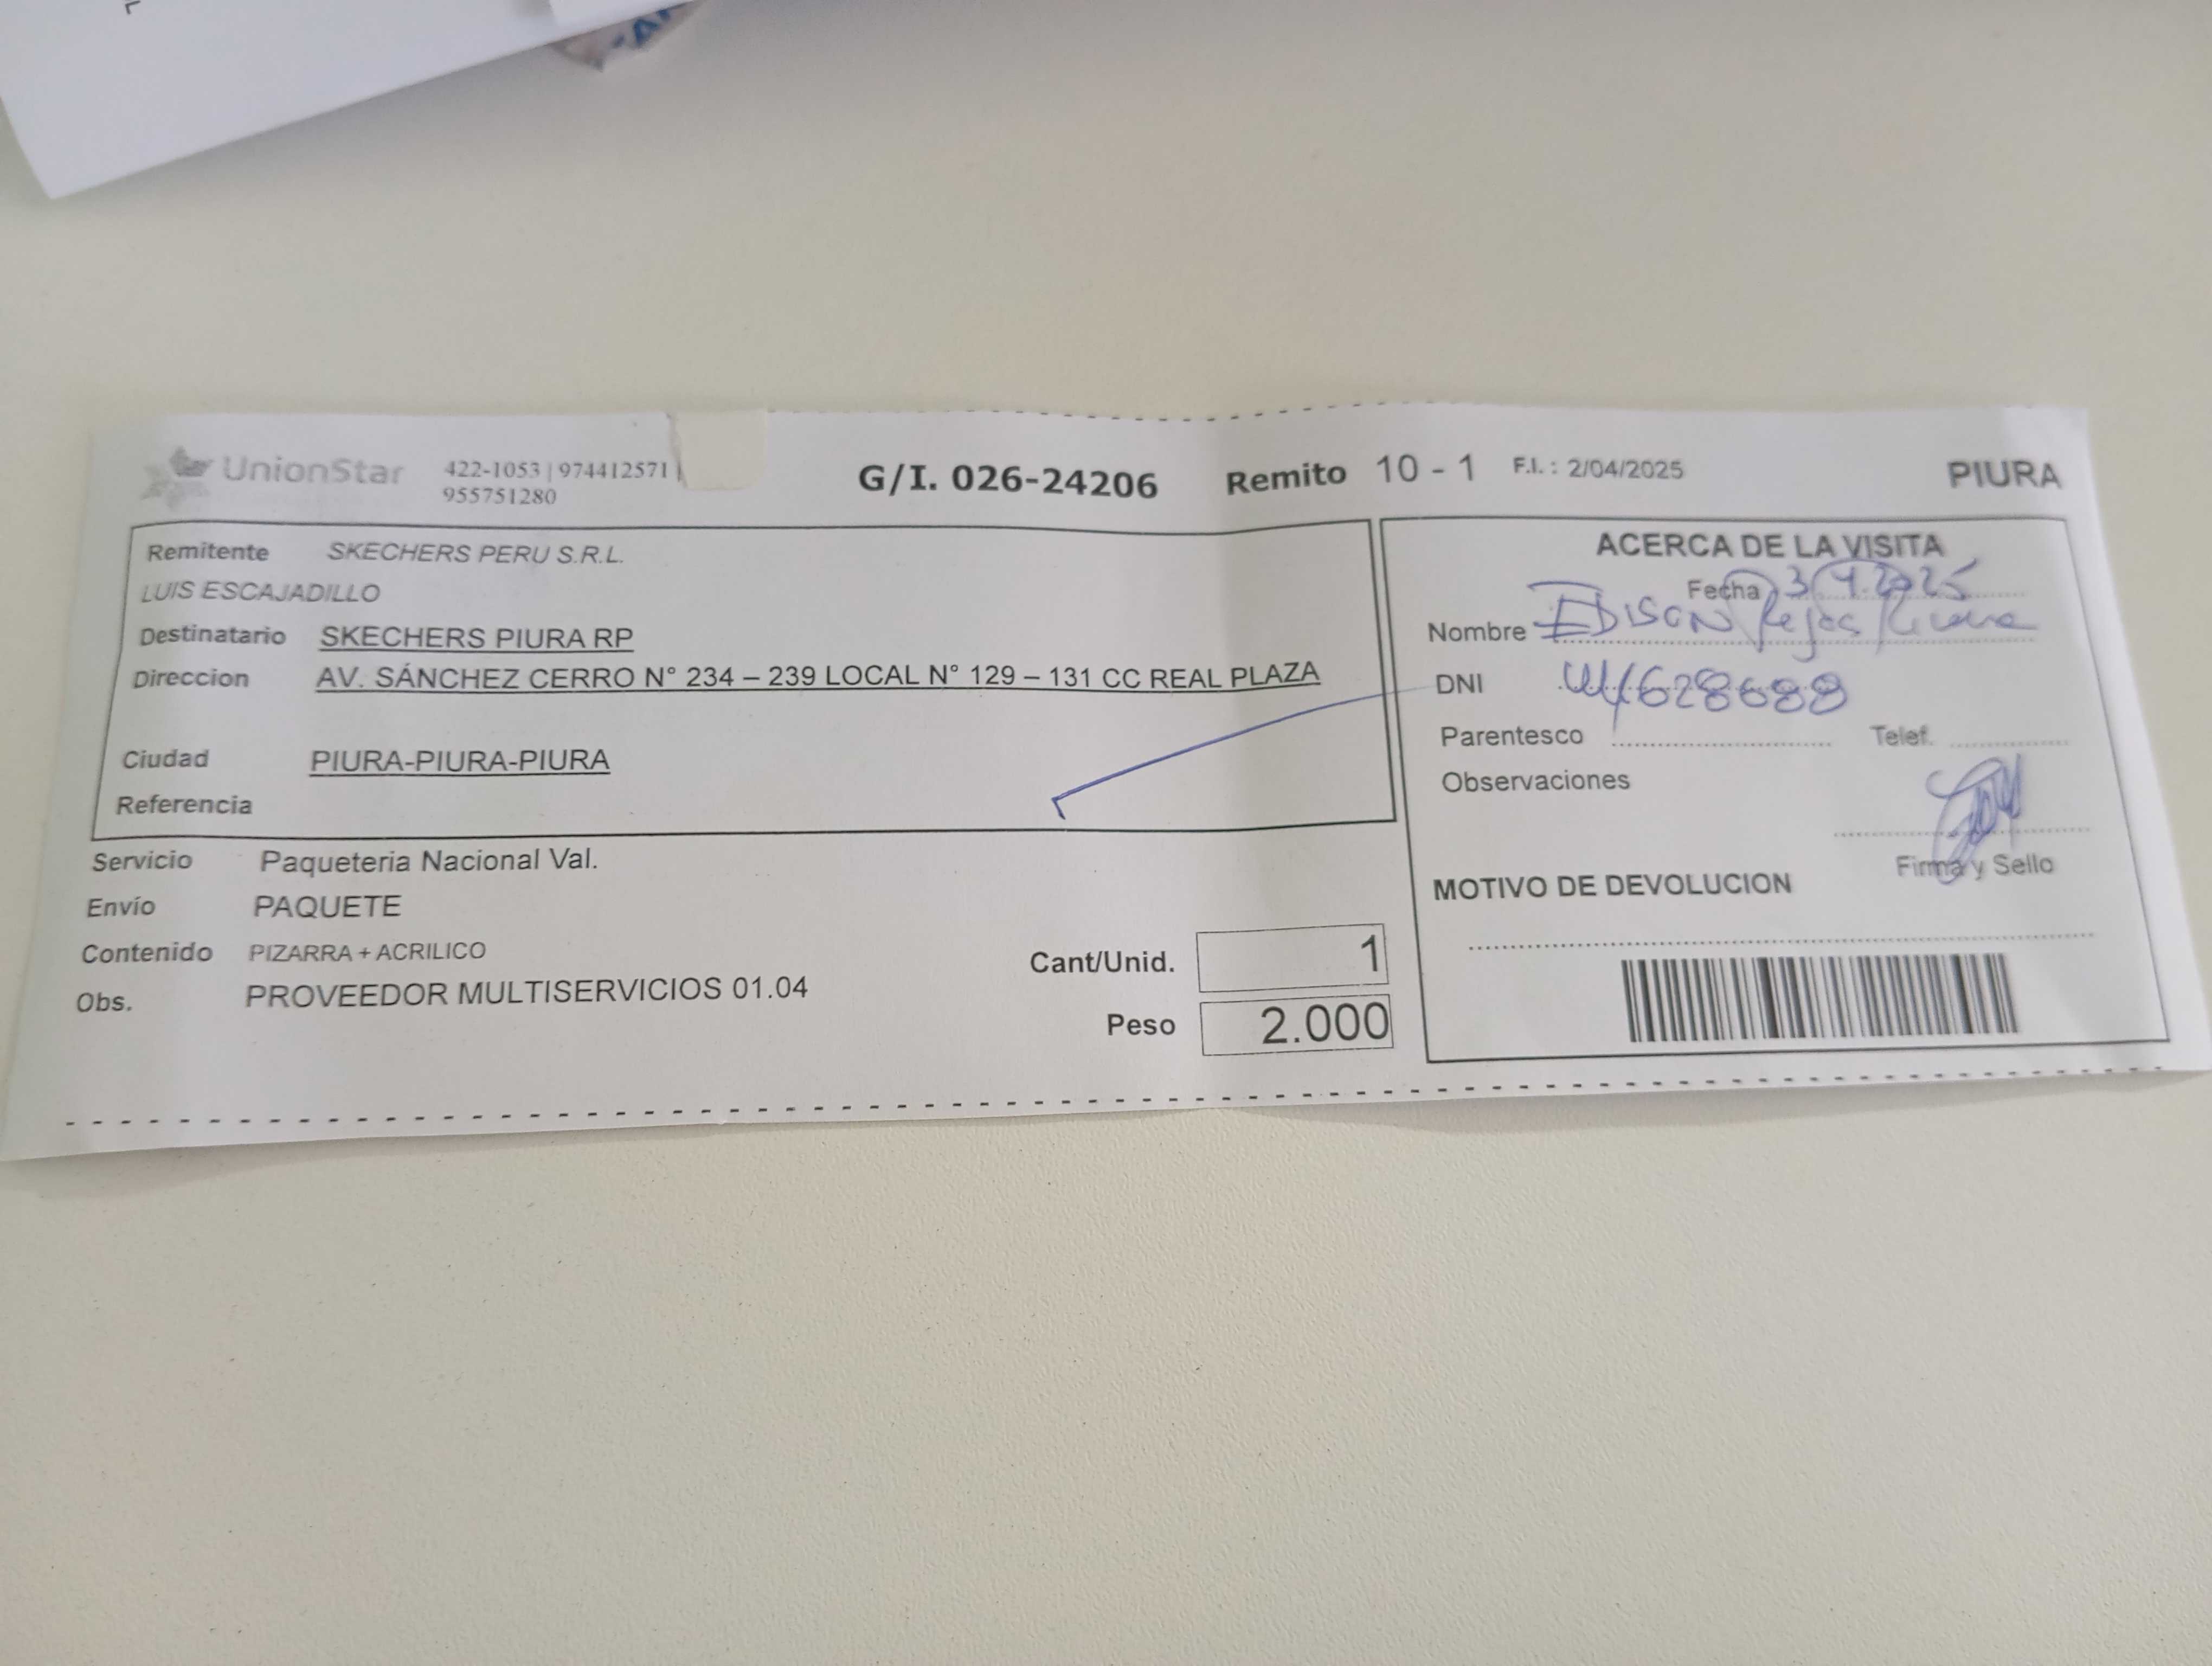 UnionStar 422-1053 | 974412571 |
955751280
G/I. 026-24206 Remito 10 - 1 F.I. : 2/04/2025 PIURA
Remitente SKECHERS PERU S.R.L.
LUIS ESCAJADILLO
Destinatario SKECHERS PIURA RP
Direccion AV. SÁNCHEZ CERRO N° 234 – 239 LOCAL N° 129 – 131 CC REAL PLAZA
Ciudad PIURA-PIURA-PIURA
Referencia
Servicio Paqueteria Nacional Val.
Envío PAQUETE
Contenido PIZARRA + ACRILICO
Obs. PROVEEDOR MULTISERVICIOS 01.04
Cant/Unid. 1
Peso 2.000
ACERCA DE LA VISITA
Fecha 3/4.2025
Nombre EDISON
DNI
Parentesco Telef.
Observaciones
Firma y Sello
MOTIVO DE DEVOLUCION